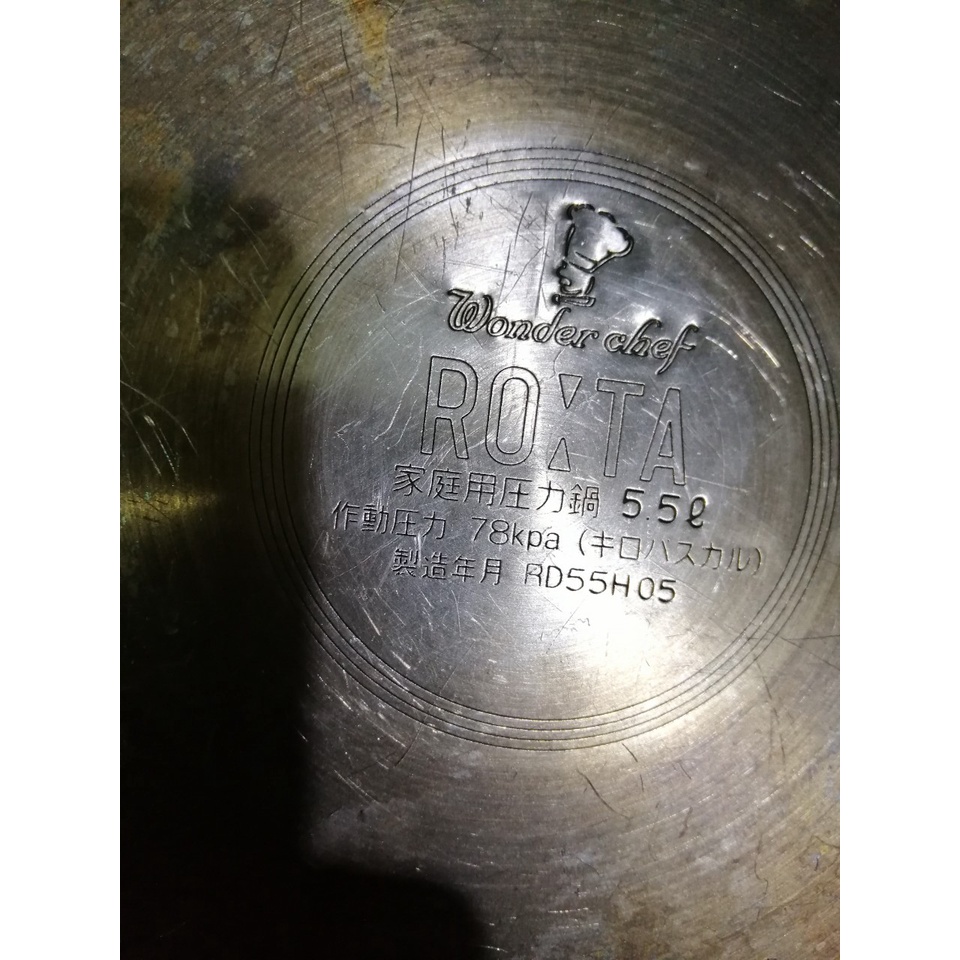 Wonder chef
ROXTA
家庭用圧力鍋 5.5ℓ
作動圧力 78kpa (キロパスカル)
製造年月 RD55H05